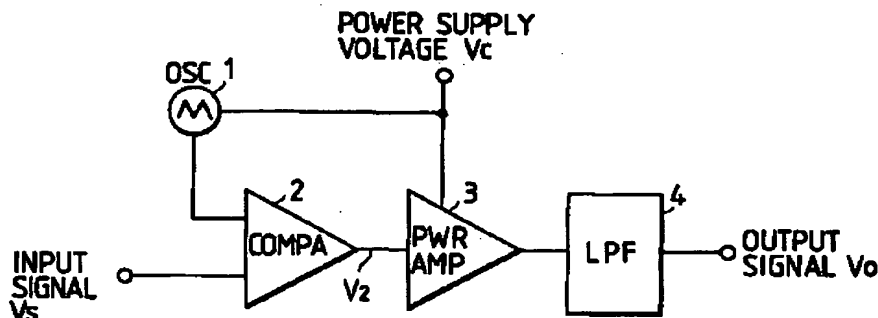 POWER SUPPLY
VOLTAGE Vc
OSC 1
2
COMPA
V2
3
PWR
AMP
4
LPF
INPUT
SIGNAL
Vs
OUTPUT
SIGNAL Vo